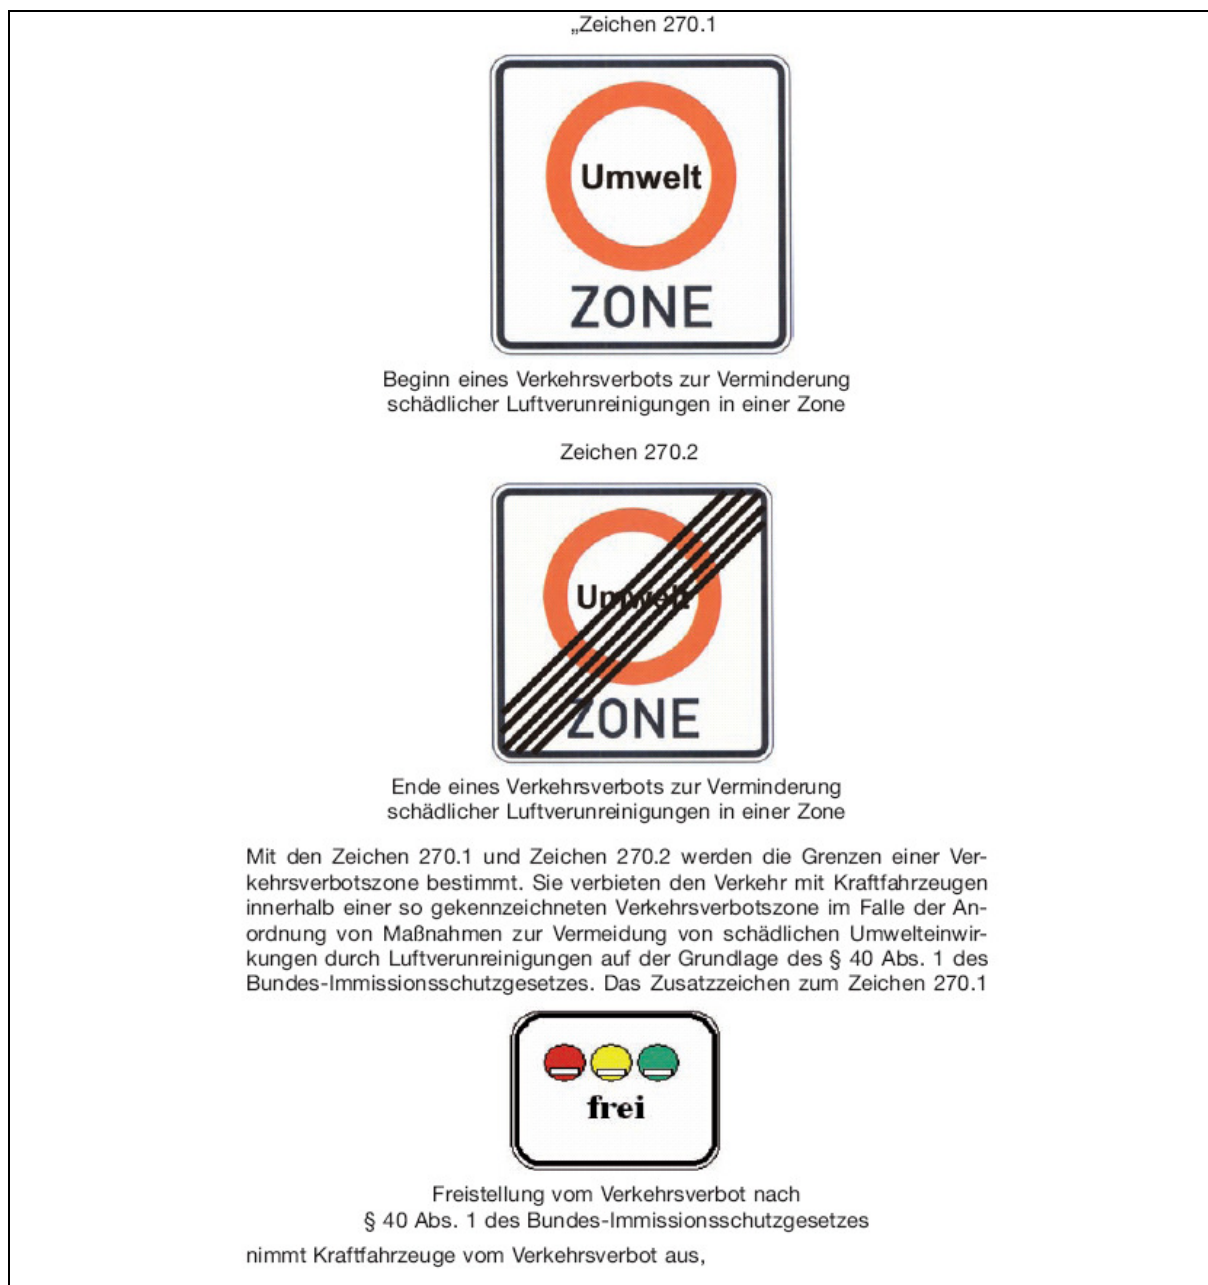 „Zeichen 270.1
Umwelt
ZONE
Beginn eines Verkehrsverbots zur Verminderung
schädlicher Luftverunreinigungen in einer Zone
Zeichen 270.2
Umwelt
ZONE
Ende eines Verkehrsverbots zur Verminderung
schädlicher Luftverunreinigungen in einer Zone
Mit den Zeichen 270.1 und Zeichen 270.2 werden die Grenzen einer Ver-
kehrsverbotszone bestimmt. Sie verbieten den Verkehr mit Kraftfahrzeugen
innerhalb einer so gekennzeichneten Verkehrsverbotszone im Falle der An-
ordnung von Maßnahmen zur Vermeidung von schädlichen Umwelteinwir-
kungen durch Luftverunreinigungen auf der Grundlage des § 40 Abs. 1 des
Bundes-Immissionsschutzgesetzes. Das Zusatzzeichen zum Zeichen 270.1
frei
Freistellung vom Verkehrsverbot nach
§ 40 Abs. 1 des Bundes-Immissionsschutzgesetzes
nimmt Kraftfahrzeuge vom Verkehrsverbot aus,